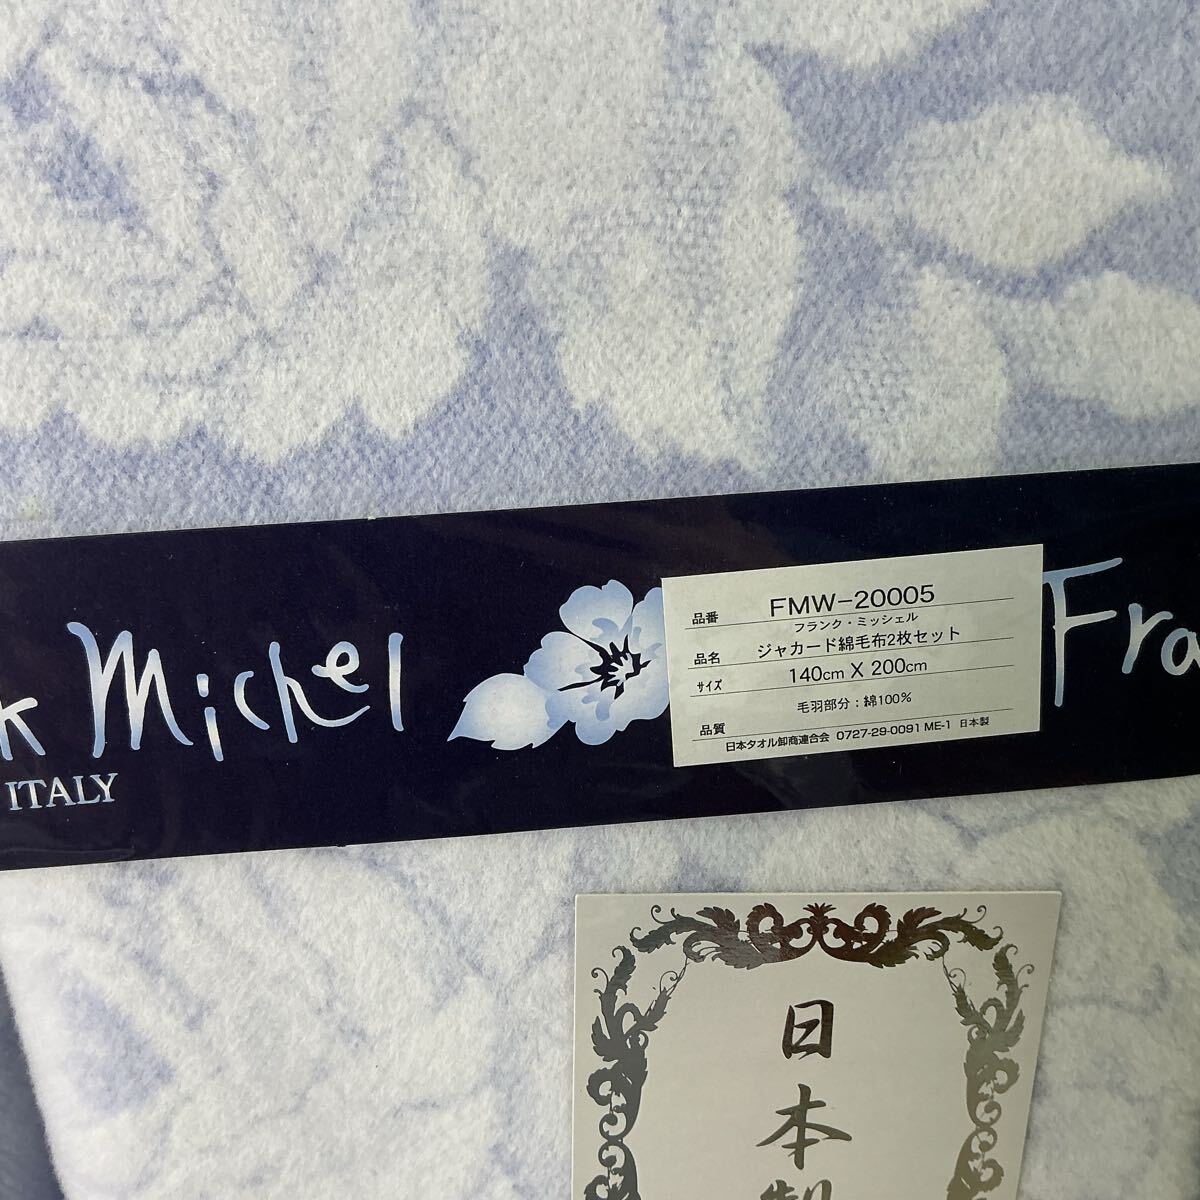 k Michel
ITALY
品番 FMW-20005
フランク・ミッシェル
品名 ジャカード綿毛布2枚セット
サイズ 140cm X 200cm
毛羽部分：綿100%
品質
日本タオル卸商連合会 0727-29-0091 ME-1 日本製
Fra
日
本
製